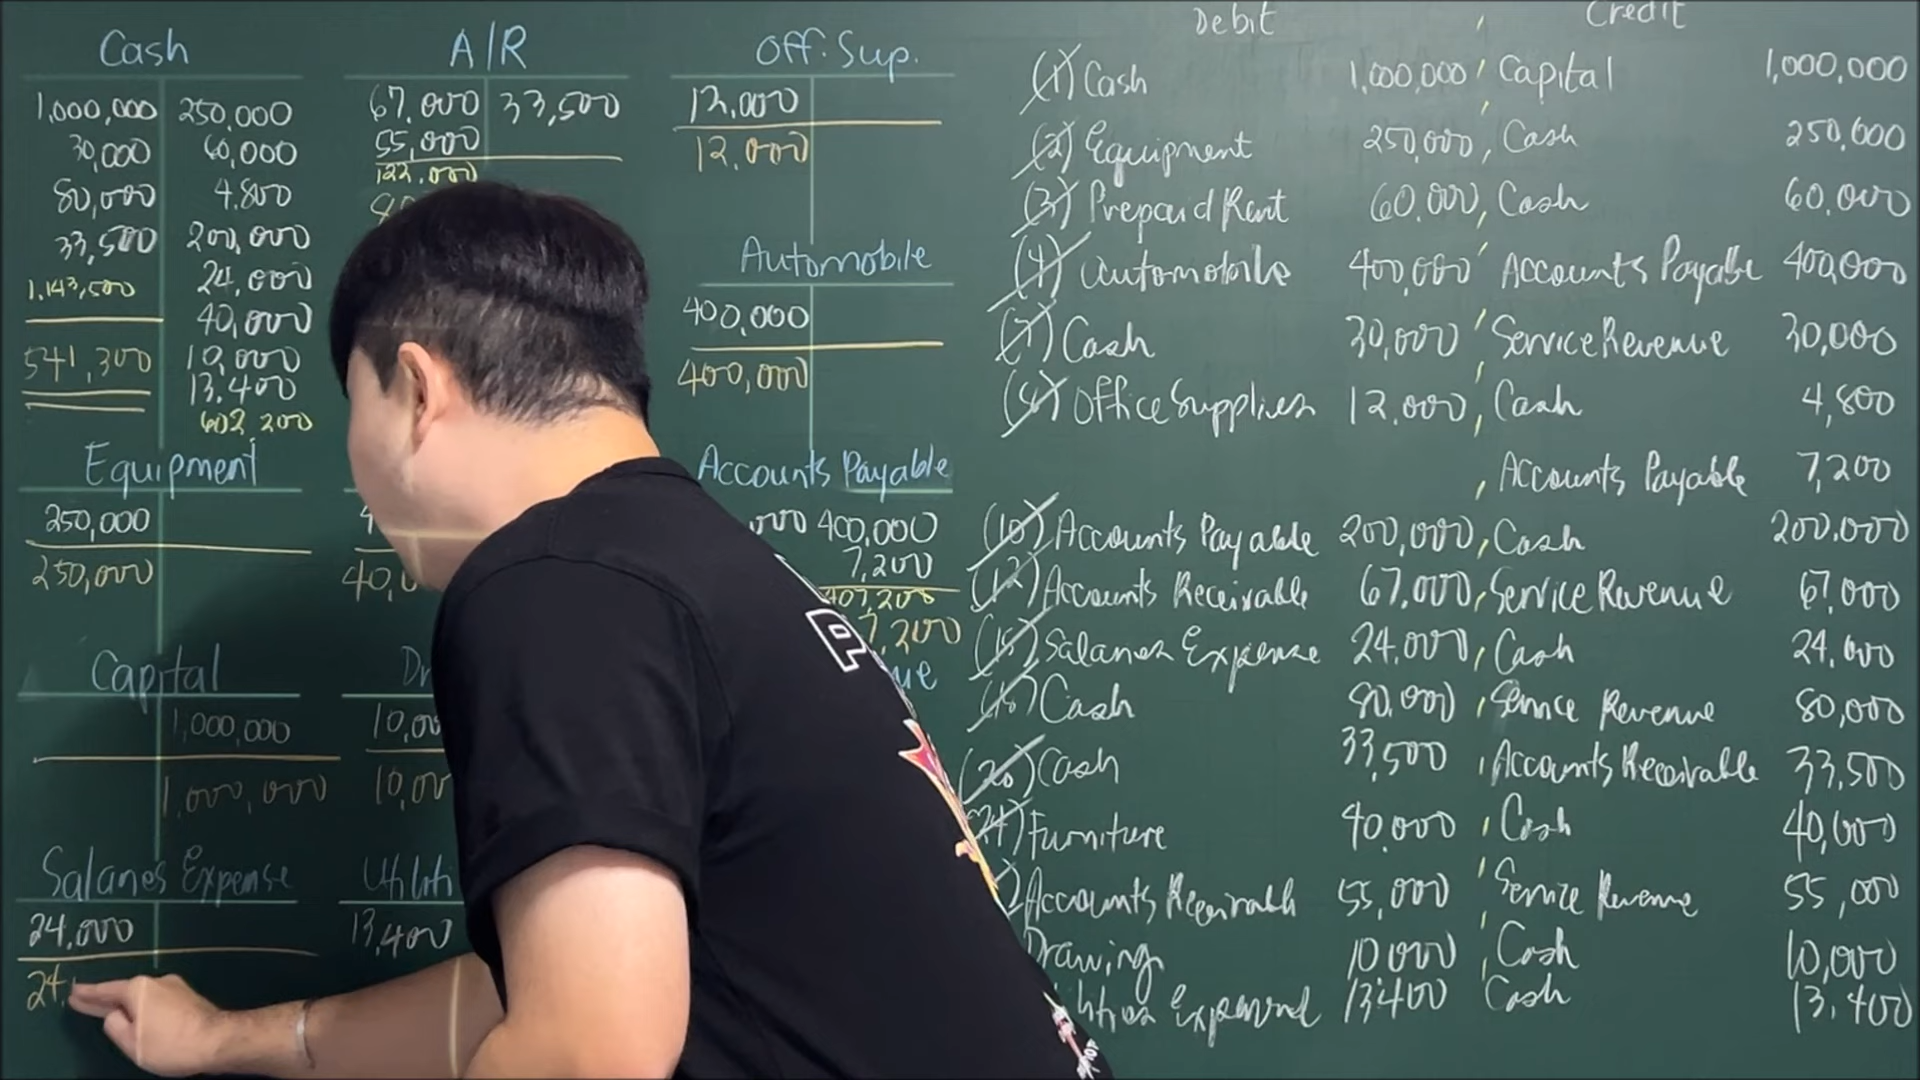 Debit Credit
Cash
1,000,000 250,000
30,000 60,000
80,000 4,800
33,500 200,000
1,143,500 24,000
40,000
541,300 10,000
13,400
602,200
A/R
67,000 33,500
55,000
122,000
Off. Sup.
12,000
12,000
Automobile
400,000
400,000
Equipment
250,000
250,000
Accounts Payable
400,000
7,200
407,200
7,200
Capital
1,000,000
1,000,000
Salaries Expense
24,000
24,
13,400
P
(1) Cash 1,000,000 , Capital 1,000,000
(2) Equipment 250,000, Cash 250,000
(3) Prepaid Rent 60,000, Cash 60,000
(4) Automobile 400,000 , Accounts Payable 400,000
(7) Cash 30,000 , Service Revenue 30,000
(8) Office Supplies 12,000, Cash 4,800
, Accounts Payable 7,200
(10) Accounts Payable 200,000, Cash 200,000
(12) Accounts Receivable 67,000, Service Revenue 67,000
(15) Salaries Expense 24,000, Cash 24,000
(18) Cash 80,000 , Service Revenue 80,000
(20) Cash 33,500 , Accounts Receivable 33,500
(24) Furniture 40,000 , Cash 40,000
) Accounts Receivable 55,000 , Service Revenue 55,000
Drawing 10,000 , Cash 10,000
13,400 Cash 13,400